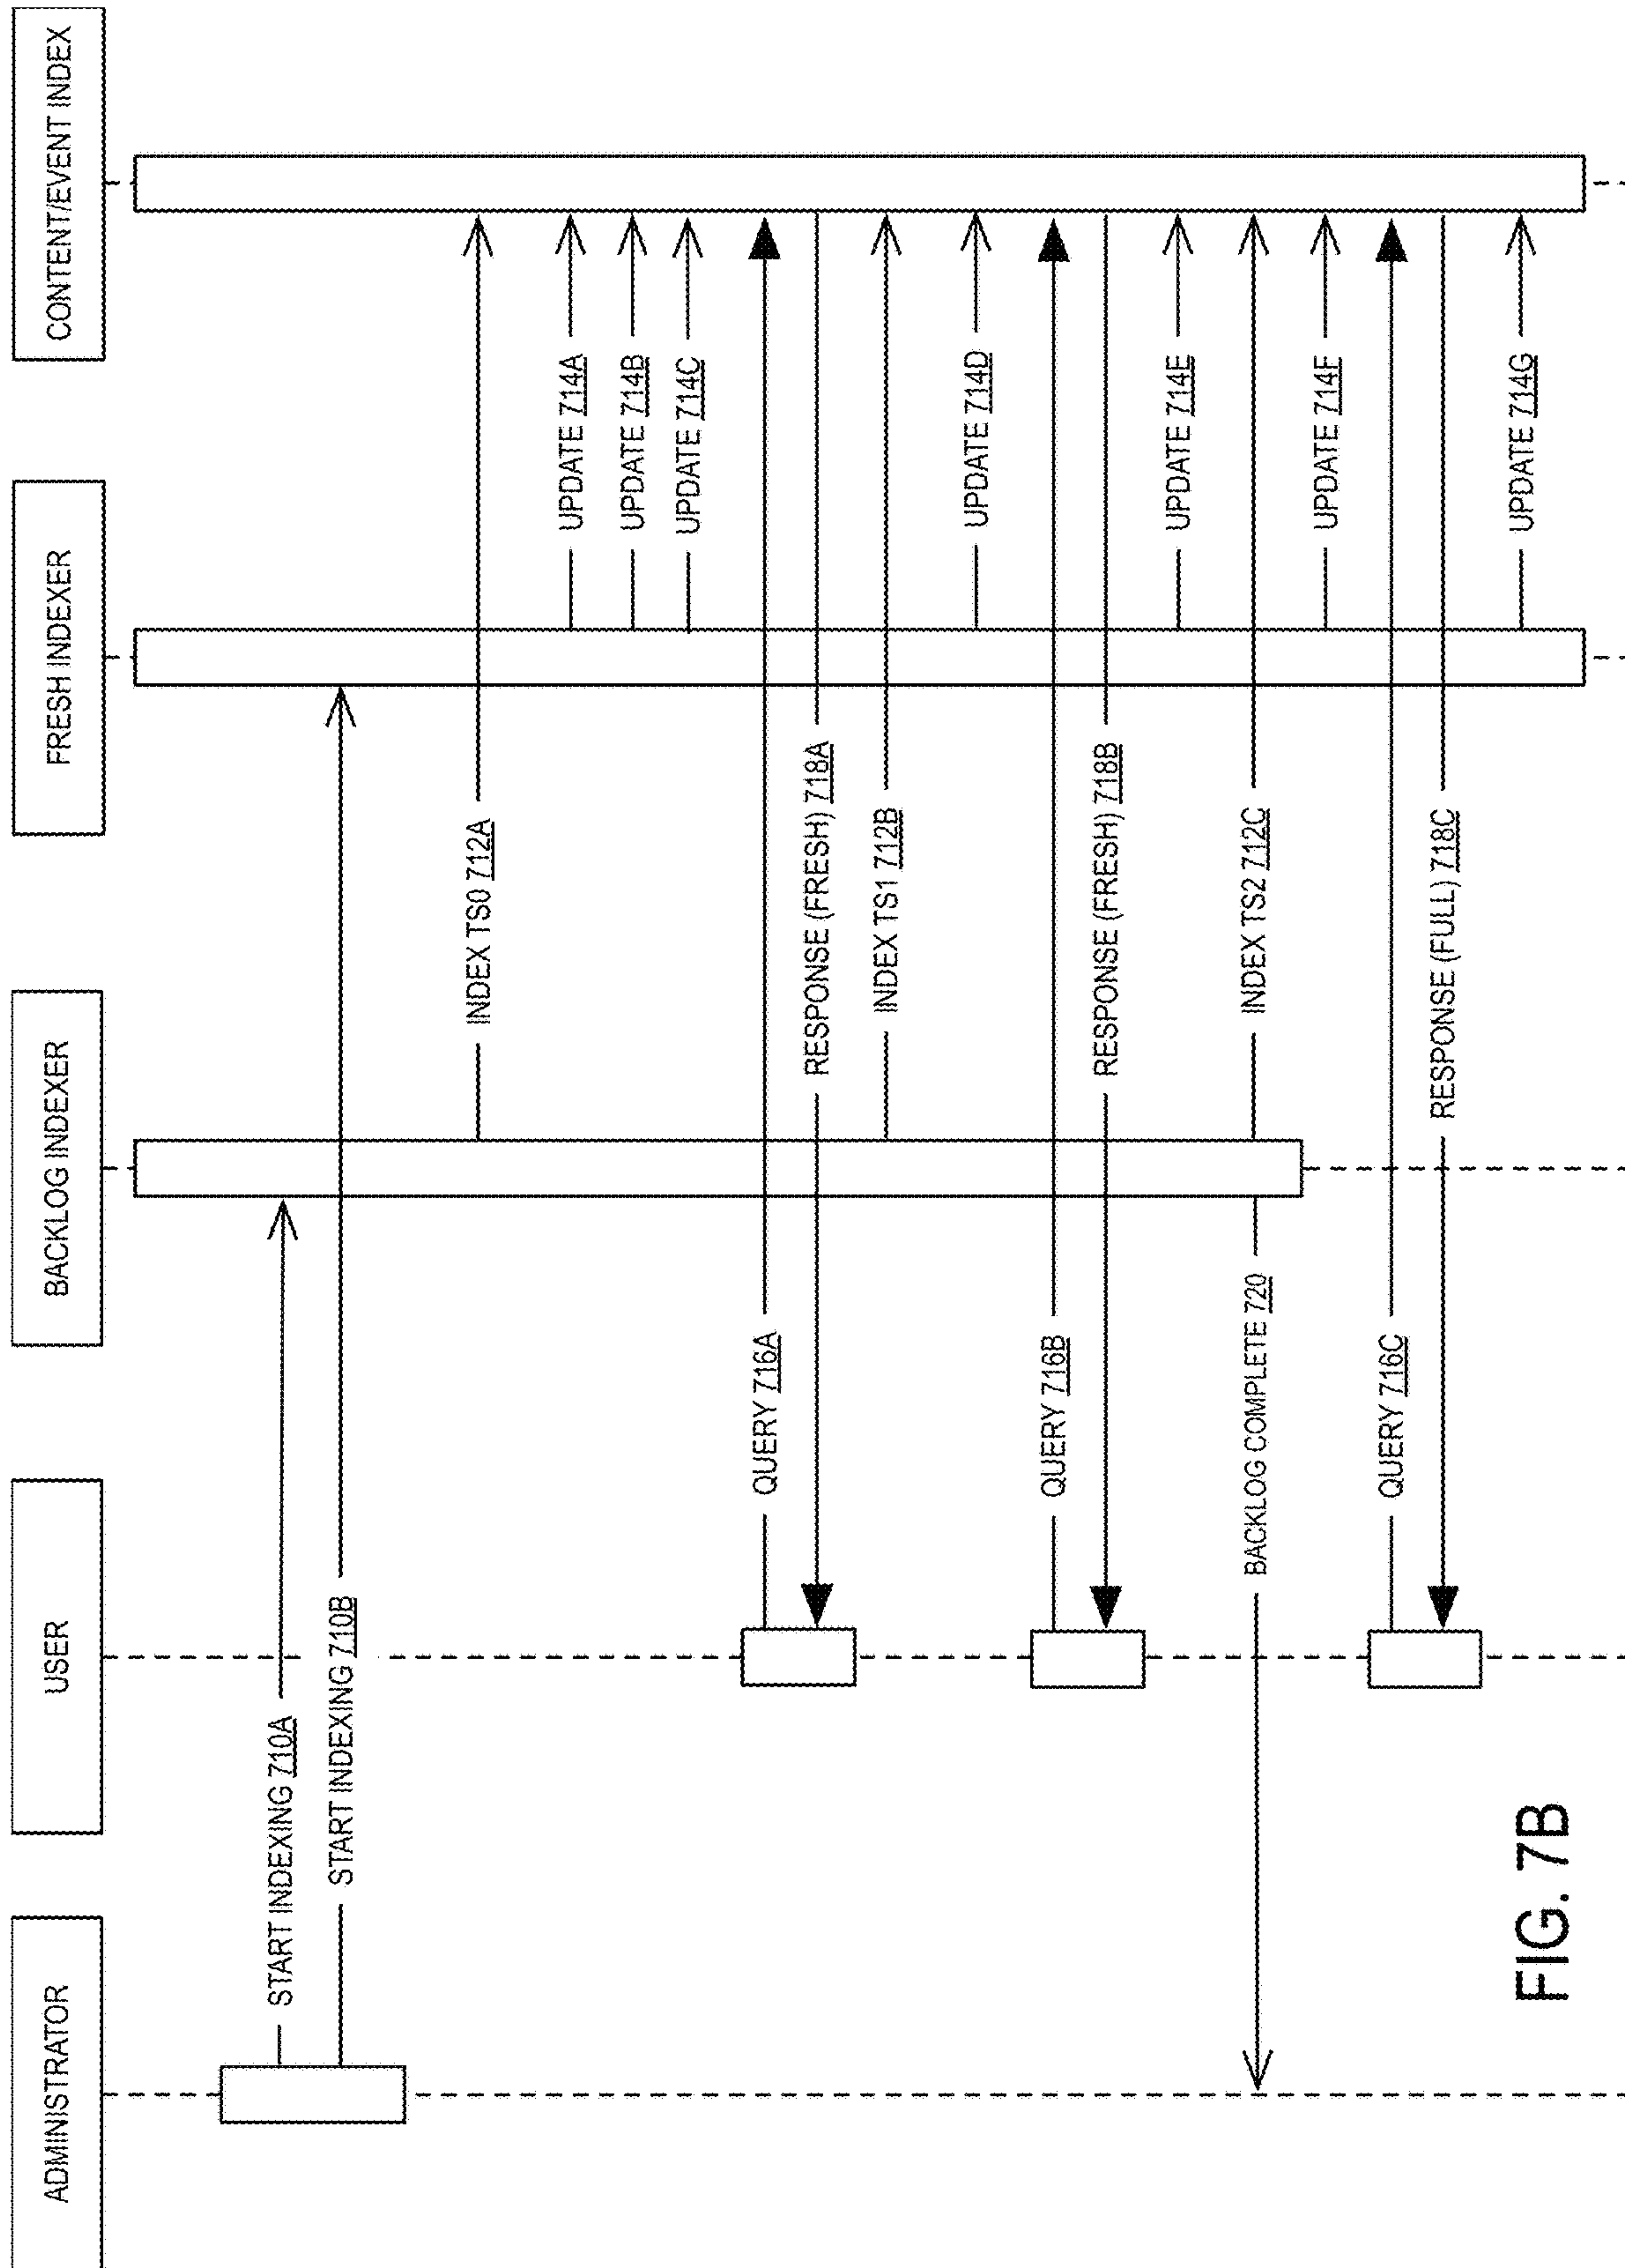 ADMINISTRATOR
USER
BACKLOG INDEXER
FRESH INDEXER
CONTENT/EVENT INDEX
START INDEXING 710A
START INDEXING 710B
INDEX TS0 712A
UPDATE 714A
UPDATE 714B
UPDATE 714C
QUERY 716A
RESPONSE (FRESH) 718A
INDEX TS1 712B
UPDATE 714D
QUERY 716B
RESPONSE (FRESH) 718B
UPDATE 714E
BACKLOG COMPLETE 720
INDEX TS2 712C
UPDATE 714F
QUERY 716C
RESPONSE (FULL) 718C
UPDATE 714G
FIG. 7B